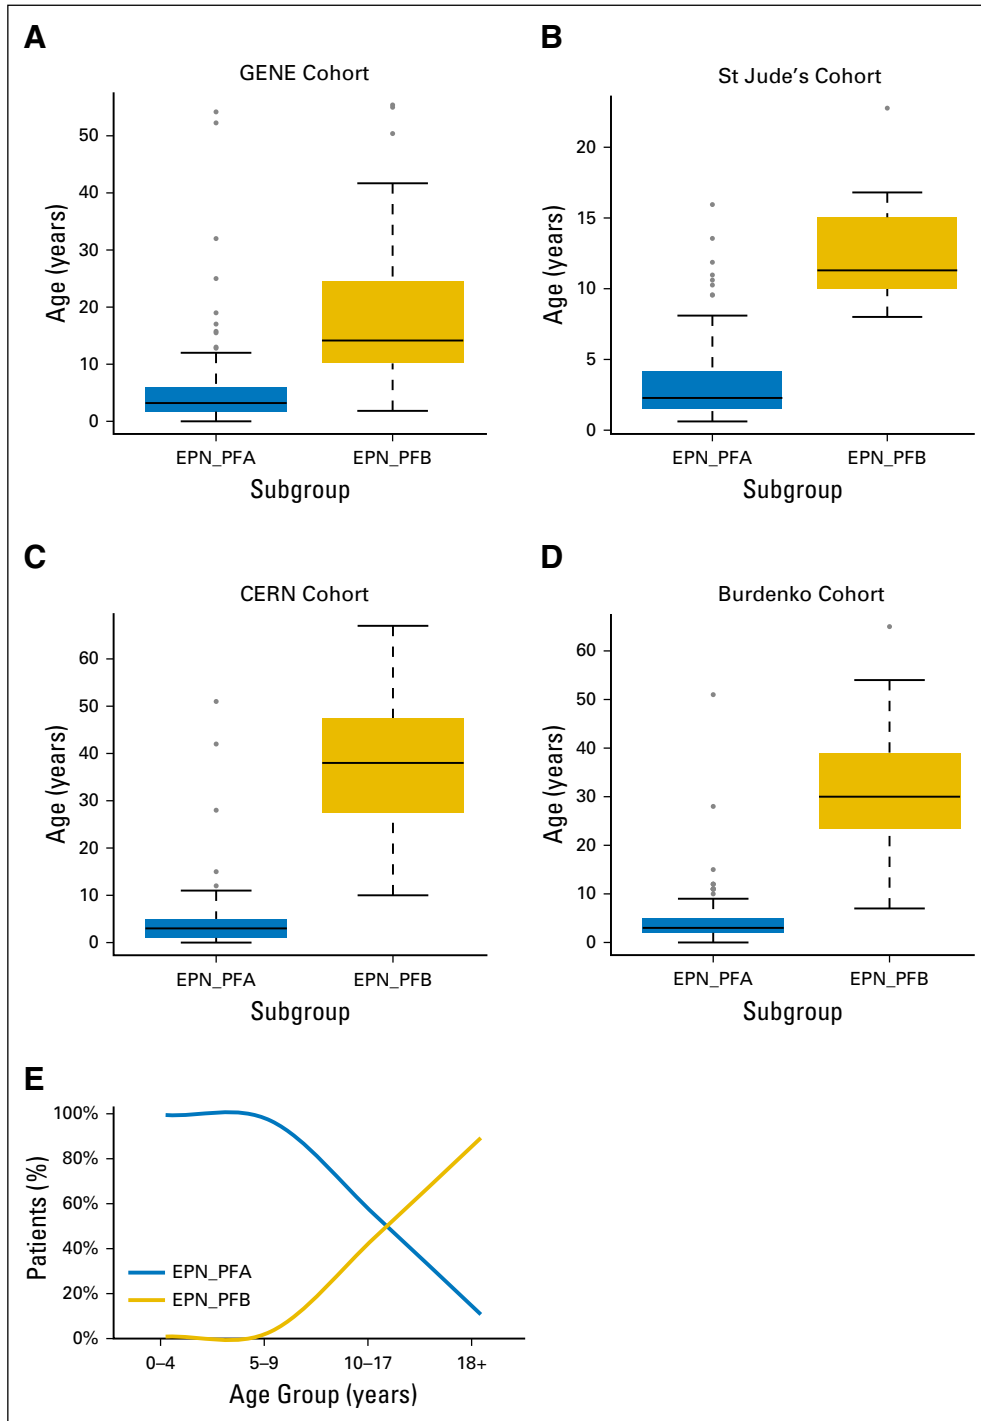 A
GENE Cohort
Age (years)
50
40
30
20
10
0
EPN_PFA
EPN_PFB
Subgroup
B
St Jude's Cohort
Age (years)
20
15
10
5
0
EPN_PFA
EPN_PFB
Subgroup
C
CERN Cohort
Age (years)
60
50
40
30
20
10
0
EPN_PFA
EPN_PFB
Subgroup
D
Burdenko Cohort
Age (years)
60
50
40
30
20
10
0
EPN_PFA
EPN_PFB
Subgroup
E
Patients (%)
100%
80%
60%
40%
20%
0%
EPN_PFA
EPN_PFB
0–4
5–9
10–17
18+
Age Group (years)